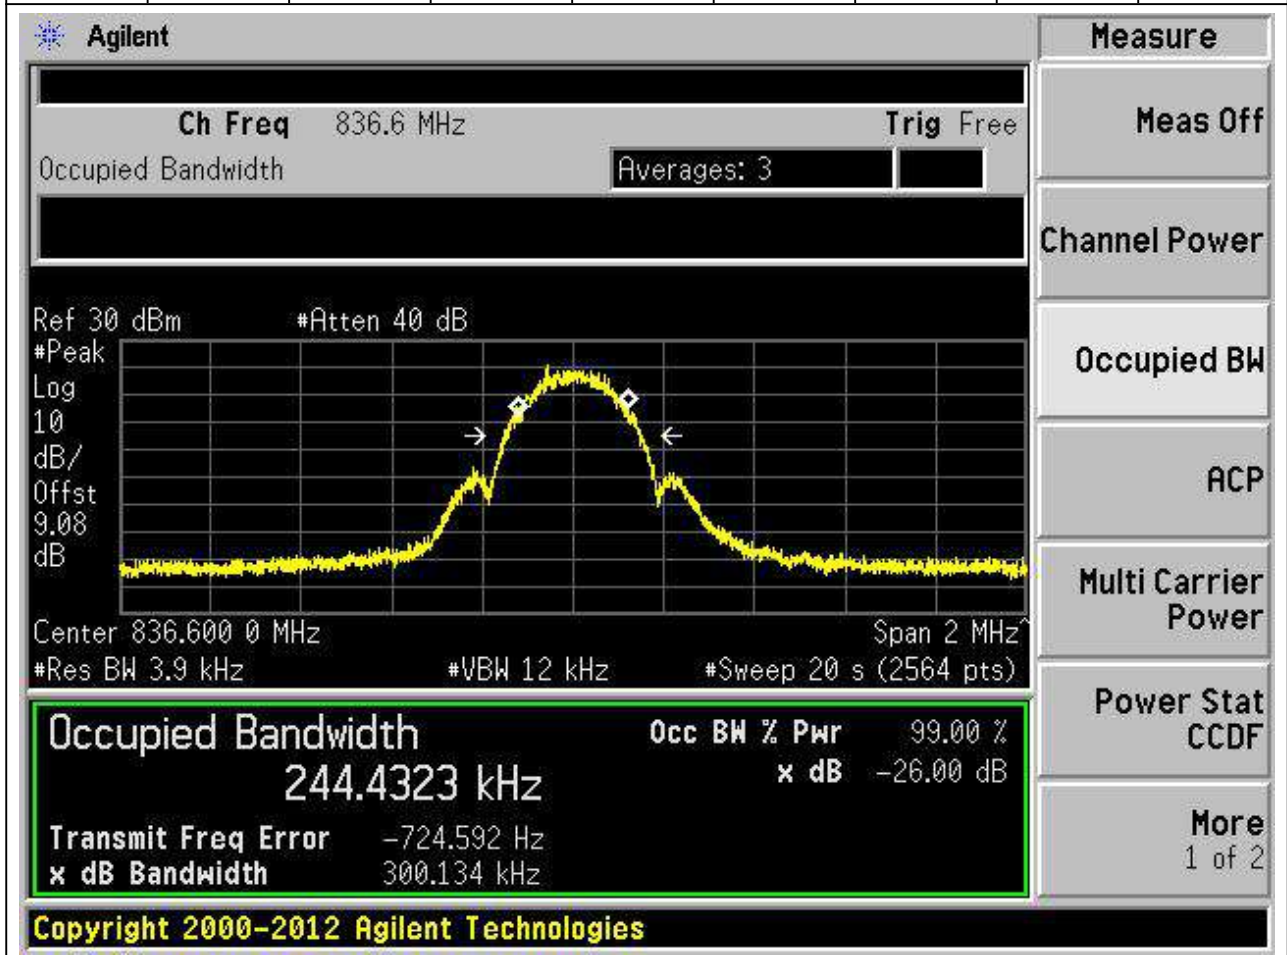 Agilent
Measure
Ch Freq 836.6 MHz Trig Free
Meas Off
Occupied Bandwidth Averages: 3
Channel Power
Ref 30 dBm #Atten 40 dB
#Peak
Log
10
dB/
Offst
9.08
dB
Occupied BW
ACP
Center 836.600 0 MHz Span 2 MHz^
#Res BW 3.9 kHz #VBW 12 kHz #Sweep 20 s (2564 pts)
Multi Carrier
Power
Occupied Bandwidth Occ BW % Pwr 99.00 %
244.4323 kHz x dB -26.00 dB
Transmit Freq Error -724.592 Hz
x dB Bandwidth 300.134 kHz
Power Stat
CCDF
More
1 of 2
Copyright 2000-2012 Agilent Technologies